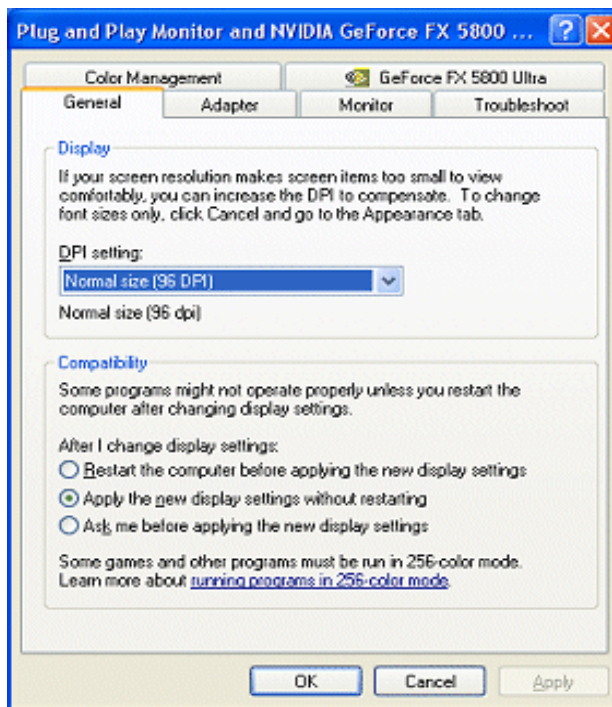 Plug and Play Monitor and NVIDIA GeForce FX 5800 ...
Color Management
GeForce FX 5800 Ultra
General
Adapter
Monitor
Troubleshoot
Display
If your screen resolution makes screen items too small to view
comfortably, you can increase the DPI to compensate. To change
font sizes only, click Cancel and go to the Appearance tab.
DPI setting:
Normal size (96 DPI)
Normal size (96 dpi)
Compatibility
Some programs might not operate properly unless you restart the
computer after changing display settings.
After I change display settings:
Restart the computer before applying the new display settings
Apply the new display settings without restarting
Ask me before applying the new display settings
Some games and other programs must be run in 256-color mode.
Learn more about running programs in 256-color mode.
OK
Cancel
Apply